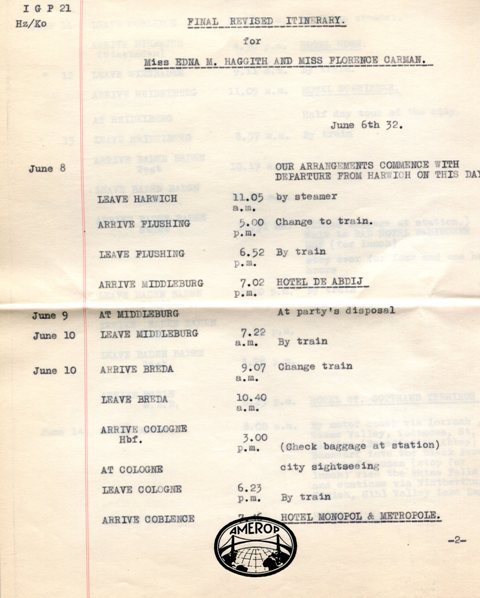 I G P 21
Hz/Ko
FINAL REVISED ITINERARY.
for
Miss EDNA M. HAGGITH AND MISS FLORENCE CARMAN.
June 6th 32.
June 8 OUR ARRANGEMENTS COMMENCE WITH
DEPARTURE FROM HARWICH ON THIS DAY
LEAVE HARWICH 11.05 by steamer
a.m.
ARRIVE FLUSHING 5.00 Change to train.
p.m.
LEAVE FLUSHING 6.52 By train
p.m.
ARRIVE MIDDLEBURG 7.02 HOTEL DE ABDIJ
p.m.
June 9 AT MIDDLEBURG At party's disposal
June 10 LEAVE MIDDLEBURG 7.22
a.m. By train
June 10 ARRIVE BREDA 9.07 Change train
a.m.
LEAVE BREDA 10.40
a.m.
ARRIVE COLOGNE 3.00
Hbf. p.m. (Check baggage at station)
AT COLOGNE city sightseeing
LEAVE COLOGNE 6.23
p.m. By train
ARRIVE COBLENCE HOTEL MONOPOL & METROPOLE.
AMEROP
-2-